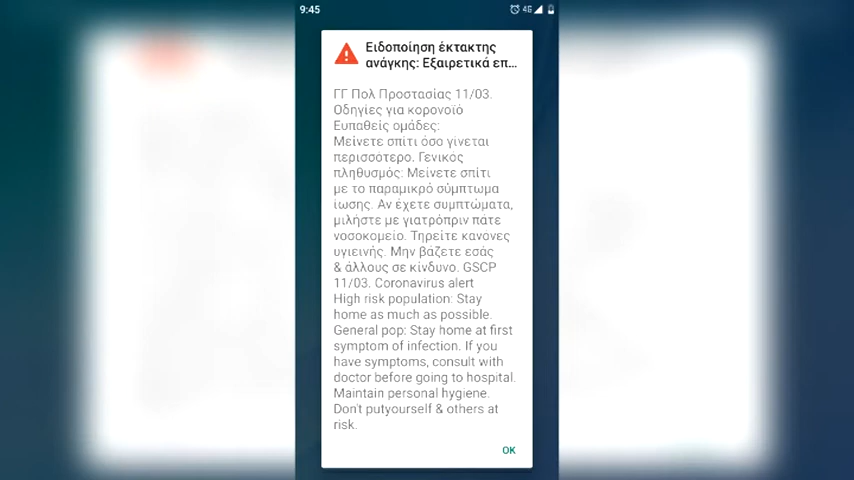 9:45
4G
Ειδοποίηση έκτακτης
ανάγκης: Εξαιρετικά επ...
ΓΓ Πολ Προστασίας 11/03.
Οδηγίες για κορονοϊό
Ευπαθείς ομάδες:
Μείνετε σπίτι όσο γίνεται
περισσότερο. Γενικός
πληθυσμός: Μείνετε σπίτι
με το παραμικρό σύμπτωμα
ίωσης. Αν έχετε συμπτώματα,
μιλήστε με γιατρόπριν πάτε
νοσοκομείο. Τηρείτε κανόνες
υγιεινής. Μην βάζετε εσάς
& άλλους σε κίνδυνο. GSCP
11/03. Coronavirus alert
High risk population: Stay
home as much as possible.
General pop: Stay home at first
symptom of infection. If you
have symptoms, consult with
doctor before going to hospital.
Maintain personal hygiene.
Don't putyourself & others at
risk.
OK